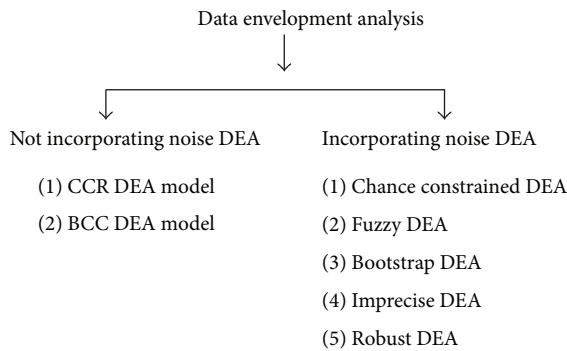 Data envelopment analysis
Not incorporating noise DEA
(1) CCR DEA model
(2) BCC DEA model
Incorporating noise DEA
(1) Chance constrained DEA
(2) Fuzzy DEA
(3) Bootstrap DEA
(4) Imprecise DEA
(5) Robust DEA